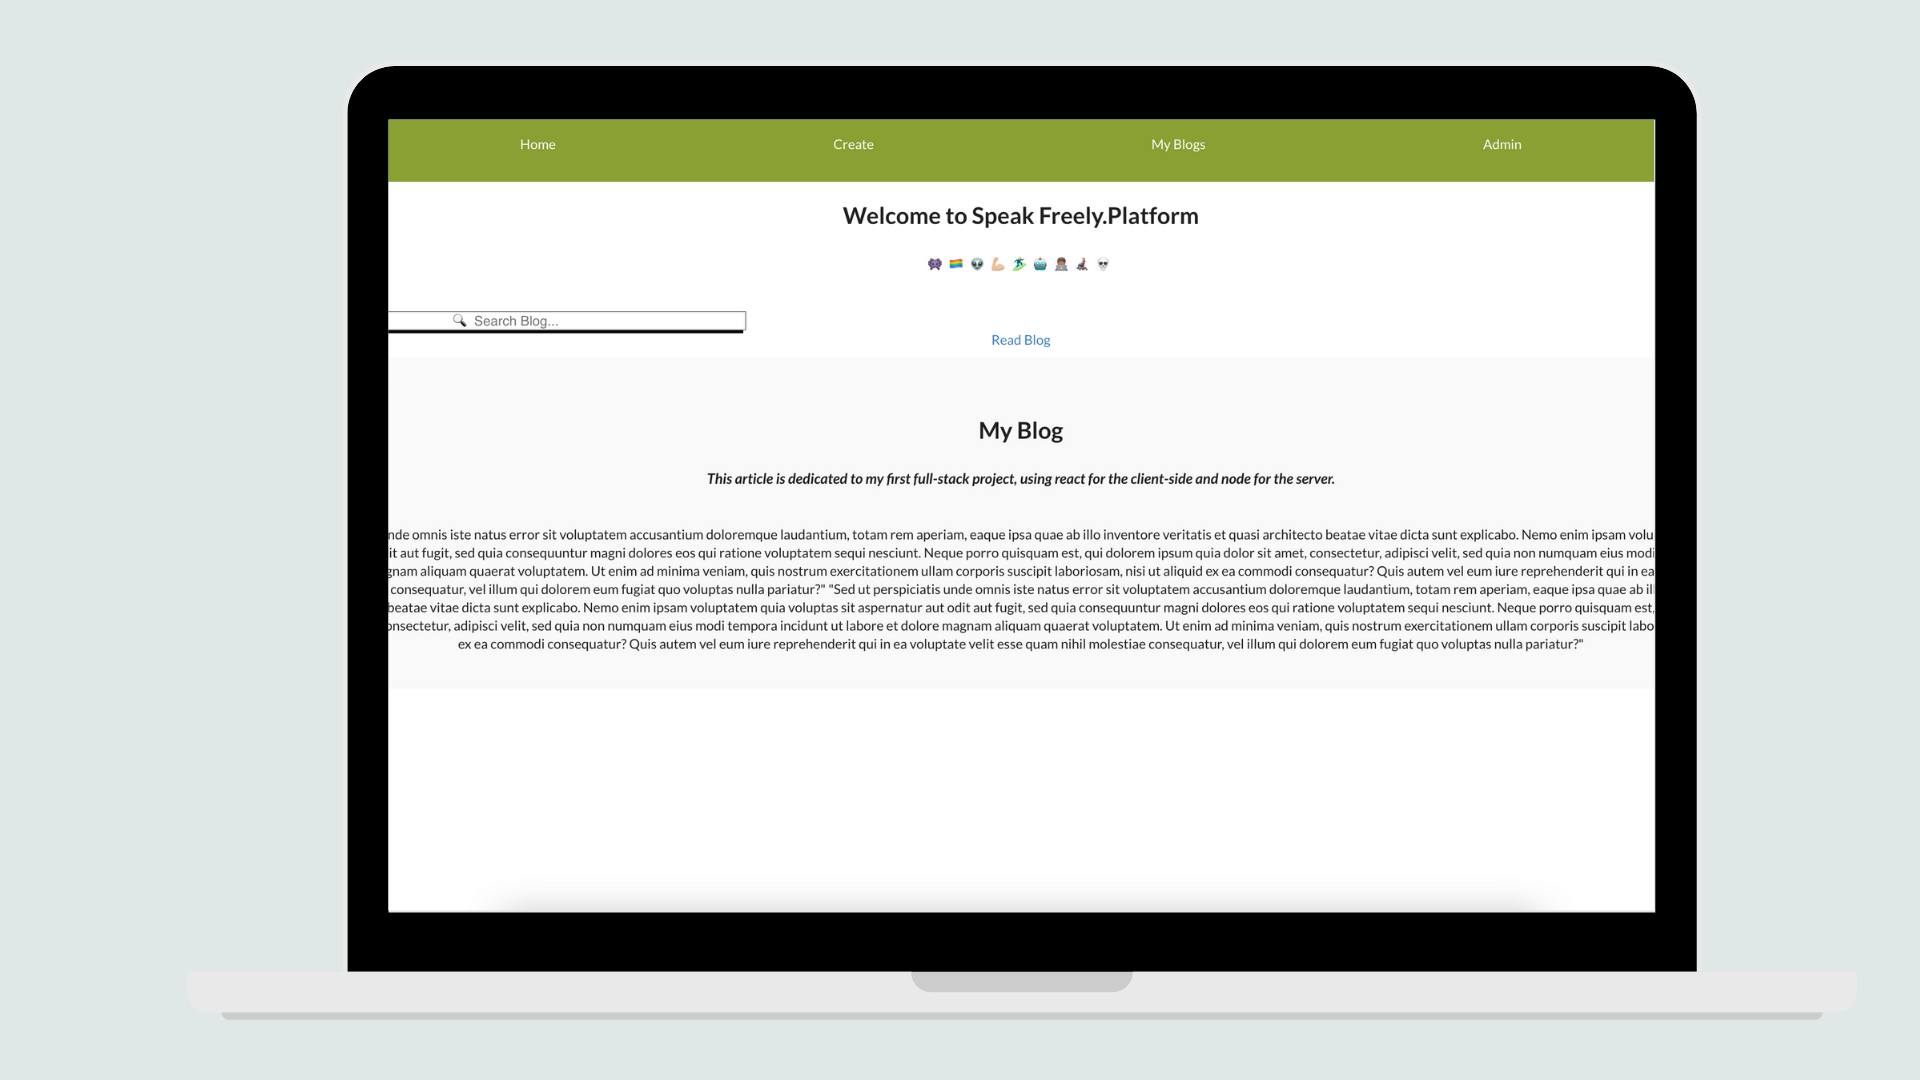 Home Create My Blogs Admin
Welcome to Speak Freely.Platform
Search Blog...
Read Blog
My Blog
This article is dedicated to my first full-stack project, using react for the client-side and node for the server.
nde omnis iste natus error sit voluptatem accusantium doloremque laudantium, totam rem aperiam, eaque ipsa quae ab illo inventore veritatis et quasi architecto beatae vitae dicta sunt explicabo. Nemo enim ipsam volu
it aut fugit, sed quia consequuntur magni dolores eos qui ratione voluptatem sequi nesciunt. Neque porro quisquam est, qui dolorem ipsum quia dolor sit amet, consectetur, adipisci velit, sed quia non numquam eius modi
gnam aliquam quaerat voluptatem. Ut enim ad minima veniam, quis nostrum exercitationem ullam corporis suscipit laboriosam, nisi ut aliquid ex ea commodi consequatur? Quis autem vel eum iure reprehenderit qui in ea
consequatur, vel illum qui dolorem eum fugiat quo voluptas nulla pariatur?" "Sed ut perspiciatis unde omnis iste natus error sit voluptatem accusantium doloremque laudantium, totam rem aperiam, eaque ipsa quae ab il
beatae vitae dicta sunt explicabo. Nemo enim ipsam voluptatem quia voluptas sit aspernatur aut odit aut fugit, sed quia consequuntur magni dolores eos qui ratione voluptatem sequi nesciunt. Neque porro quisquam est,
onsectetur, adipisci velit, sed quia non numquam eius modi tempora incidunt ut labore et dolore magnam aliquam quaerat voluptatem. Ut enim ad minima veniam, quis nostrum exercitationem ullam corporis suscipit labo
ex ea commodi consequatur? Quis autem vel eum iure reprehenderit qui in ea voluptate velit esse quam nihil molestiae consequatur, vel illum qui dolorem eum fugiat quo voluptas nulla pariatur?"